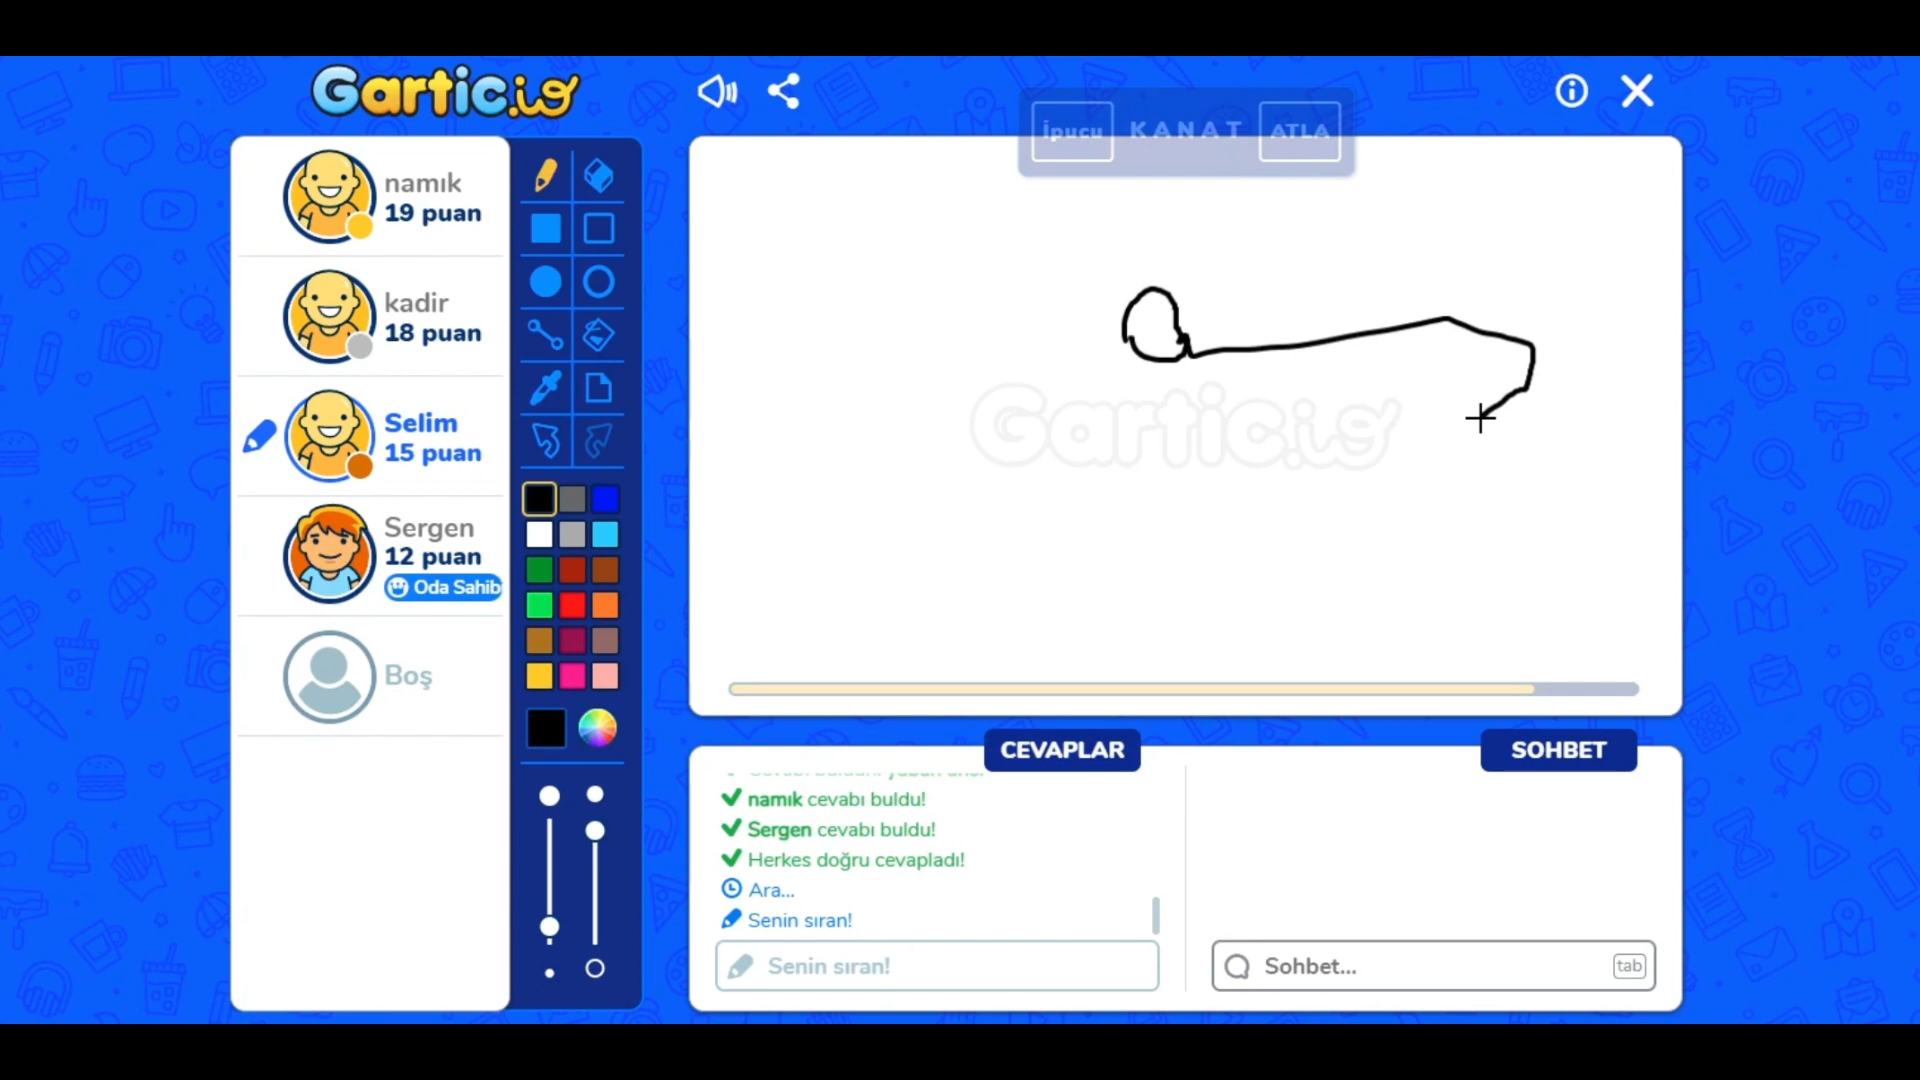 Gartic.io
İpucu KANAT ATLA
namık
19 puan
kadir
18 puan
Selim
15 puan
Sergen
12 puan
Oda Sahib
Boş
Gartic.io
CEVAPLAR
SOHBET
namık cevabı buldu!
Sergen cevabı buldu!
Herkes doğru cevapladı!
Ara...
Senin sıran!
Senin sıran!
Sohbet... tab